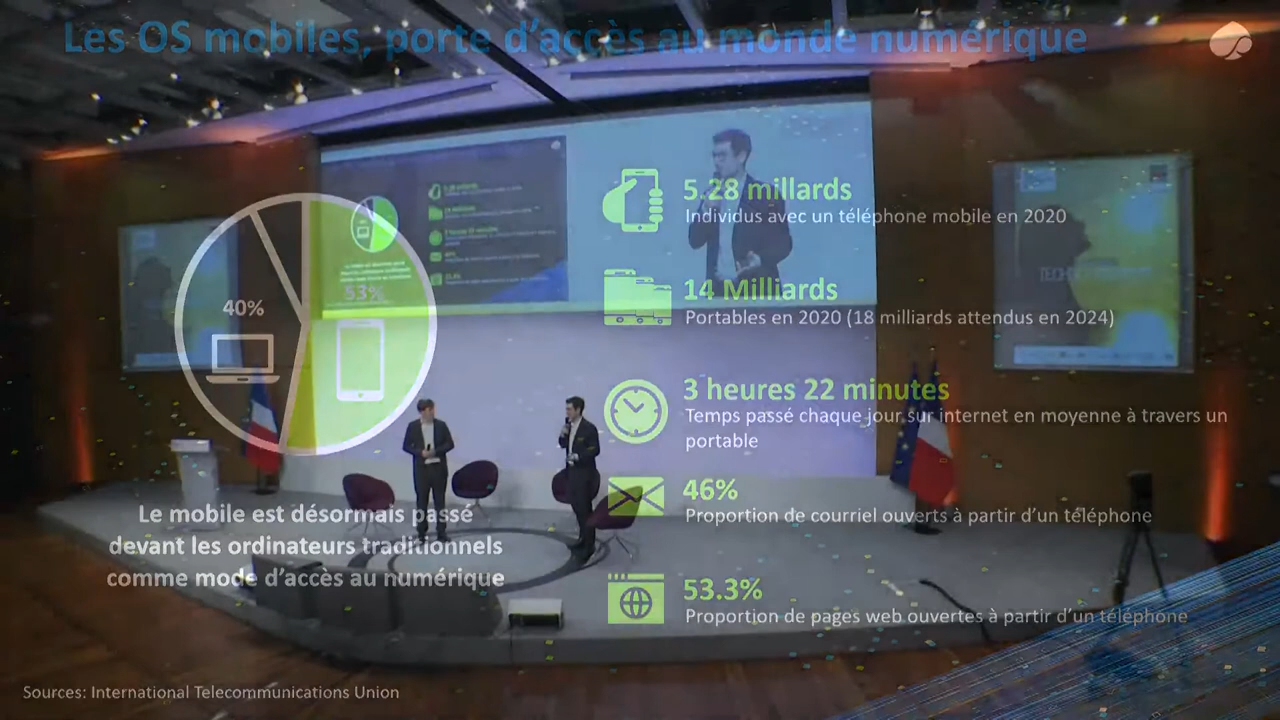 Les OS mobiles, porte d'accès au monde numérique
40%
53%
Le mobile est désormais passé
devant les ordinateurs traditionnels
comme mode d'accès au numérique
5.28 millards
Individus avec un téléphone mobile en 2020
14 Milliards
Portables en 2020 (18 milliards attendus en 2024)
3 heures 22 minutes
Temps passé chaque jour sur internet en moyenne à travers un
portable
46%
Proportion de courriel ouverts à partir d'un téléphone
53.3%
Proportion de pages web ouvertes à partir d'un téléphone
Sources: International Telecommunications Union